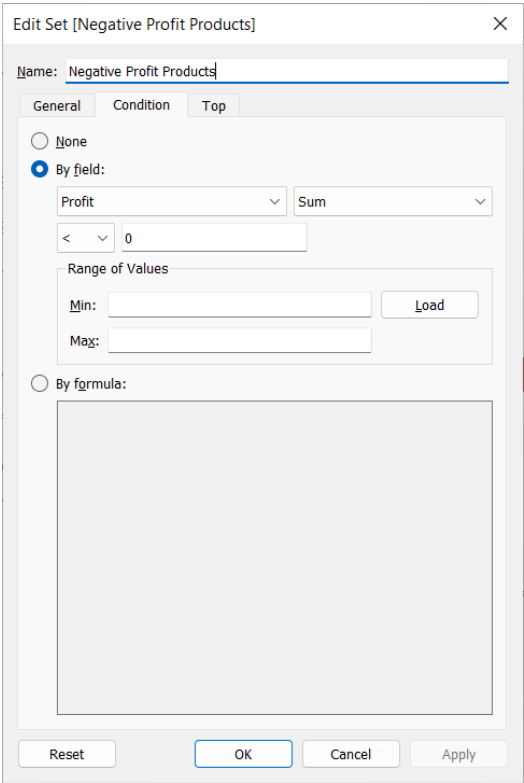 Edit Set [Negative Profit Products]
Name: Negative Profit Products
General Condition Top
None
By field:
Profit Sum
< 0
Range of Values
Min: Load
Max:
By formula:
Reset OK Cancel Apply